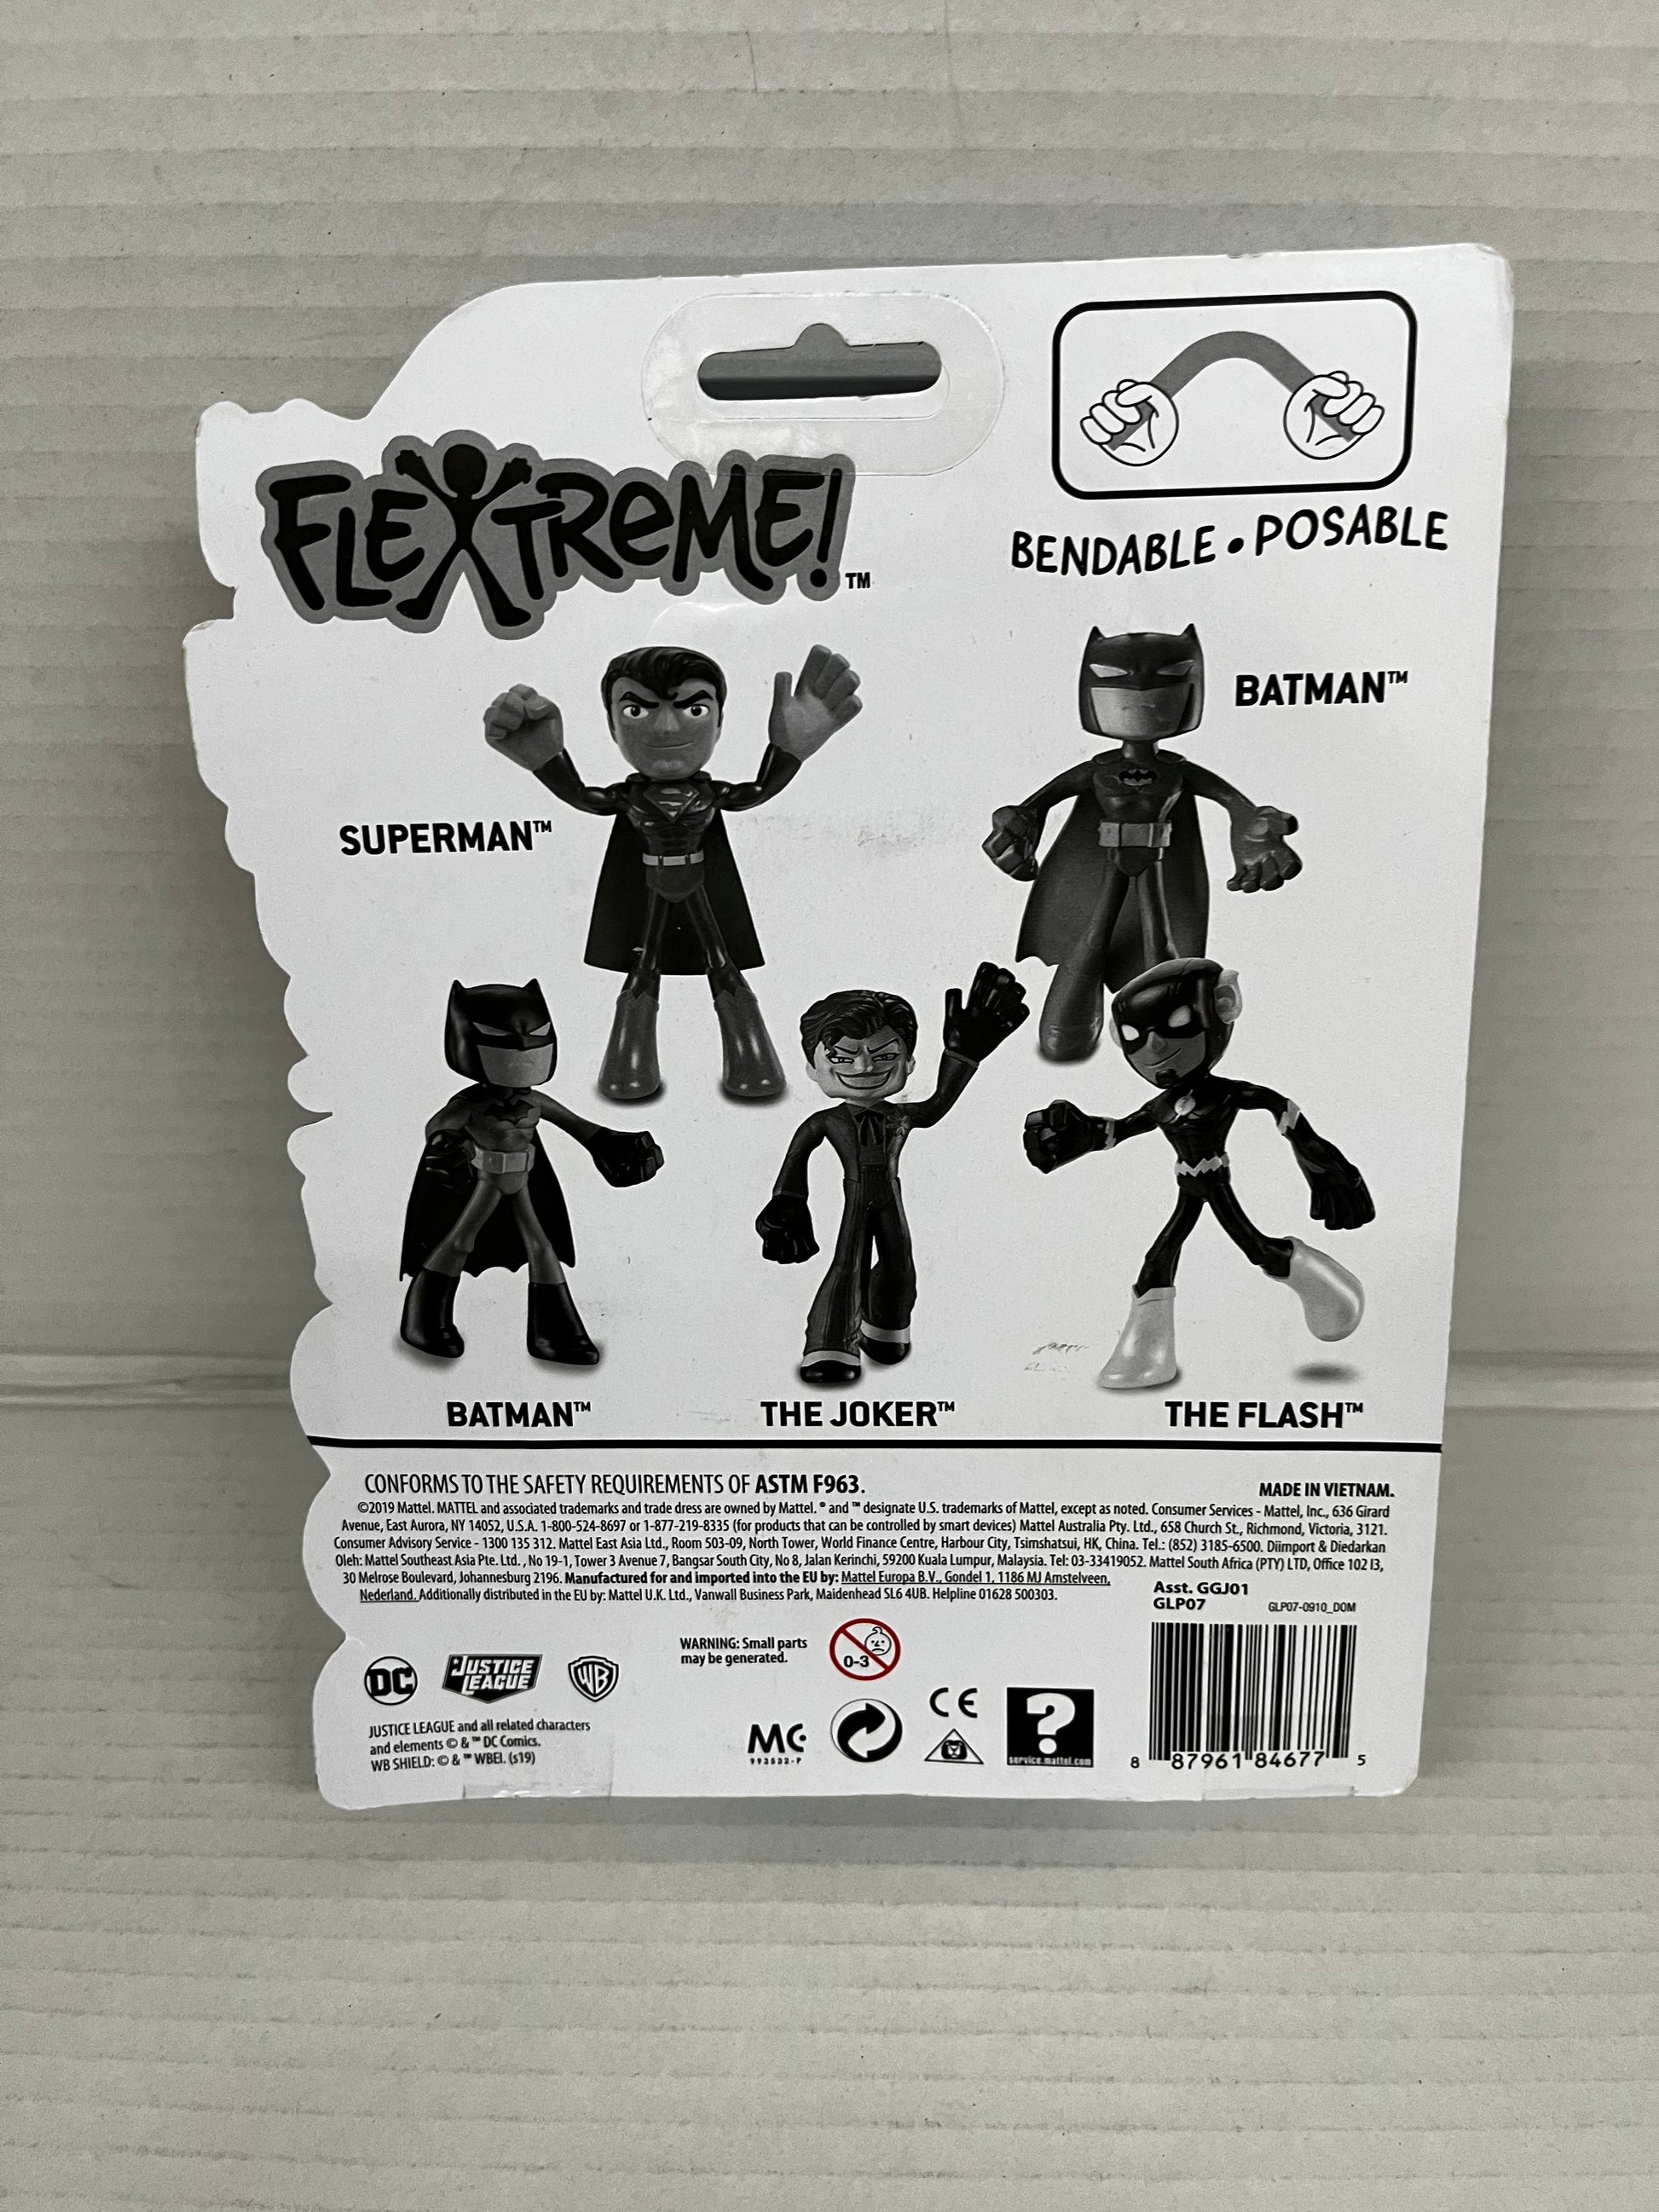 FLEXTREME!™
BENDABLE • POSABLE
SUPERMAN™
BATMAN™
BATMAN™
THE JOKER™
THE FLASH™
CONFORMS TO THE SAFETY REQUIREMENTS OF ASTM F963.
MADE IN VIETNAM.
©2019 Mattel. MATTEL and associated trademarks and trade dress are owned by Mattel. ® and ™ designate U.S. trademarks of Mattel, except as noted. Consumer Services - Mattel, Inc., 636 Girard
Avenue, East Aurora, NY 14052, U.S.A. 1-800-524-8697 or 1-877-219-8335 (for products that can be controlled by smart devices) Mattel Australia Pty. Ltd., 658 Church St., Richmond, Victoria, 3121.
Consumer Advisory Service - 1300 135 312. Mattel East Asia Ltd., Room 503-09, North Tower, World Finance Centre, Harbour City, Tsimshatsui, HK, China. Tel.: (852) 3185-6500. Diimport & Diedarkan
Oleh: Mattel Southeast Asia Pte. Ltd. , No 19-1, Tower 3 Avenue 7, Bangsar South City, No 8, Jalan Kerinchi, 59200 Kuala Lumpur, Malaysia. Tel: 03-33419052. Mattel South Africa (PTY) LTD, Office 102 I3,
30 Melrose Boulevard, Johannesburg 2196. Manufactured for and imported into the EU by: Mattel Europa B.V., Gondel 1, 1186 MJ Amstelveen,
Nederland. Additionally distributed in the EU by: Mattel U.K. Ltd., Vanwall Business Park, Maidenhead SL6 4UB. Helpline 01628 500303.
Asst. GGJ01
GLP07
GLP07-0910_DOM
WARNING: Small parts
may be generated.
0-3
DC
JUSTICE
LEAGUE
WB
JUSTICE LEAGUE and all related characters
and elements © & ™ DC Comics.
WB SHIELD: © & ™ WBEI. (s19)
MC
993532-P
CE
?
service.mattel.com
8 87961 84677 5